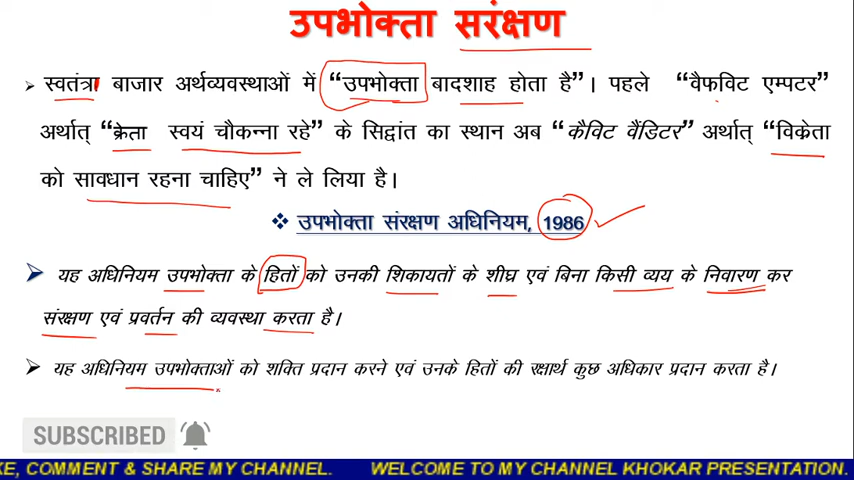 उपभोक्ता संरक्षण
➢ स्वतंत्रा बाजार अर्थव्यवस्थाओं में “उपभोक्ता बादशाह होता है”। पहले “वैफविट एम्पटर”
अर्थात् “क्रेता स्वयं चौकन्ना रहे” के सिद्वांत का स्थान अब “कैविट वैंडिटर” अर्थात् “विक्रेता
को सावधान रहना चाहिए” ने ले लिया है।
❖ उपभोक्ता संरक्षण अधिनियम, 1986
➢ यह अधिनियम उपभोक्ता के हितों को उनकी शिकायतों के शीघ्र एवं बिना किसी व्यय के निवारण कर
संरक्षण एवं प्रवर्तन की व्यवस्था करता है।
➢ यह अधिनियम उपभोक्ताओं को शक्ति प्रदान करने एवं उनके हितों की रक्षार्थ कुछ अधिकार प्रदान करता है।
SUBSCRIBED
KE, COMMENT & SHARE MY CHANNEL. WELCOME TO MY CHANNEL KHOKAR PRESENTATION.